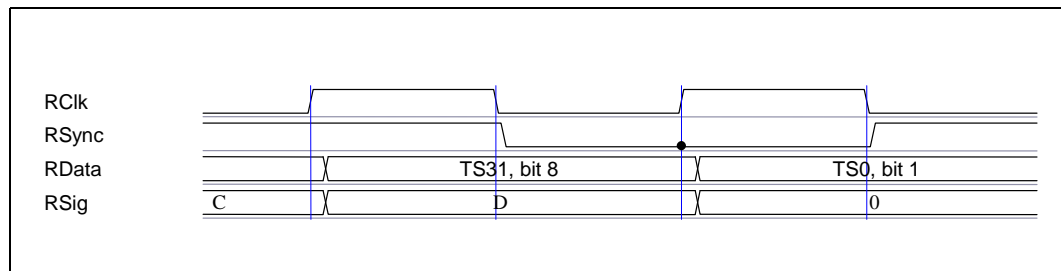 RClk
RSync
RData TS31, bit 8 TS0, bit 1
RSig C D 0